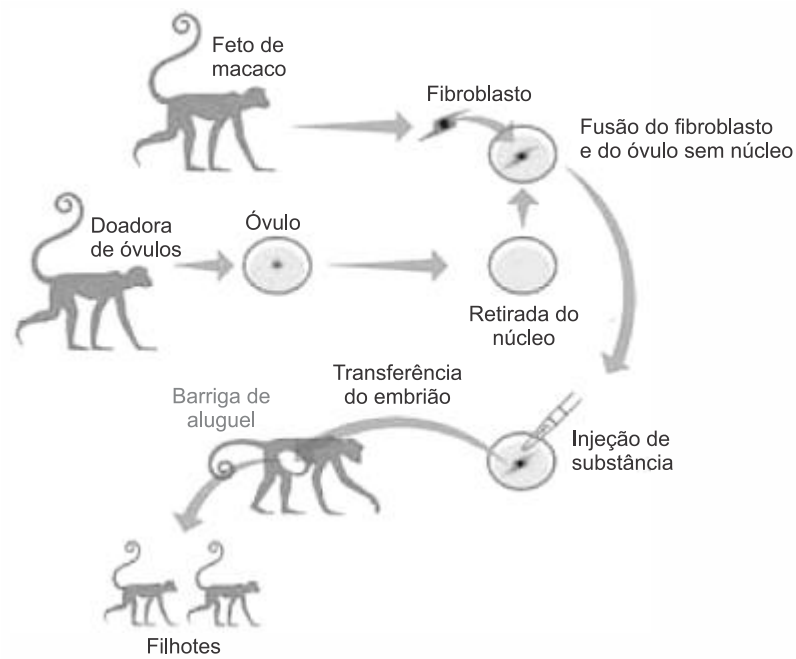 Feto de
macaco
Fibroblasto
Fusão do fibroblasto
e do óvulo sem núcleo
Doadora
de óvulos
Óvulo
Retirada do
núcleo
Transferência
do embrião
Barriga de
aluguel
Injeção de
substância
Filhotes